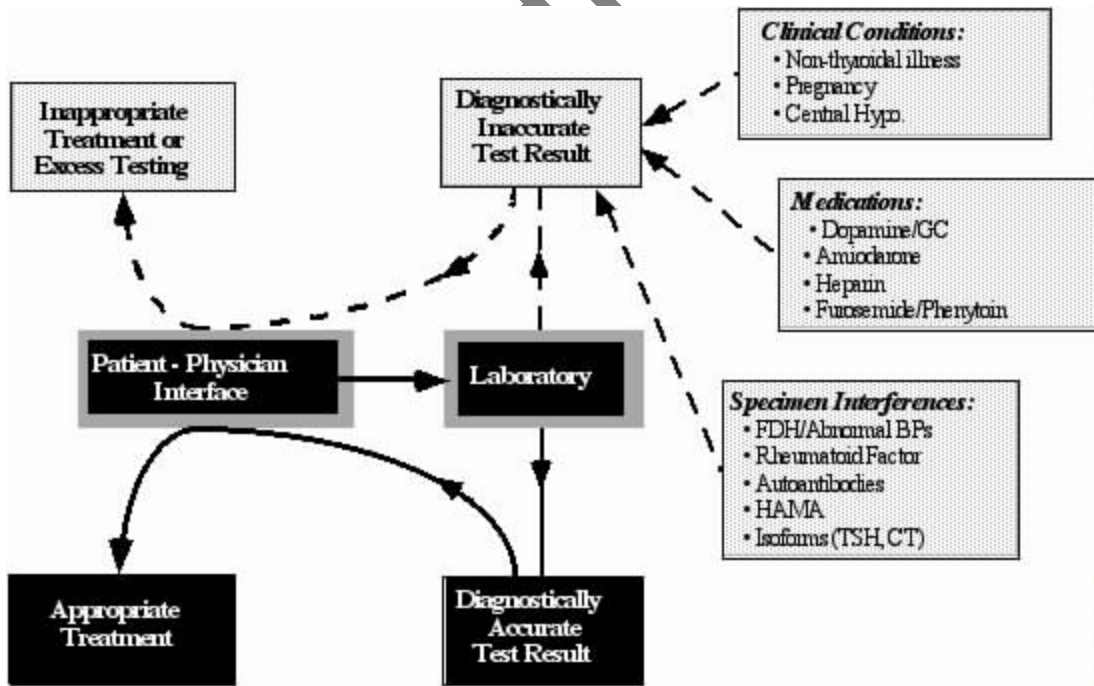 Clinical Conditions:
• Non-thyroidal illness
• Pregnancy
• Central Hypo.
Inappropriate
Treatment or
Excess Testing
Diagnostically
Inaccurate
Test Result
Medications:
• Dopamine/GC
• Amiodarone
• Heparin
• Furosemide/Phenytoin
Patient - Physician
Interface
Laboratory
Specimen Interferences:
• FDH/Abnormal BPs
• Rheumatoid Factor
• Autoantibodies
• HAMA
• Isoforms (TSH, CT)
Appropriate
Treatment
Diagnostically
Accurate
Test Result